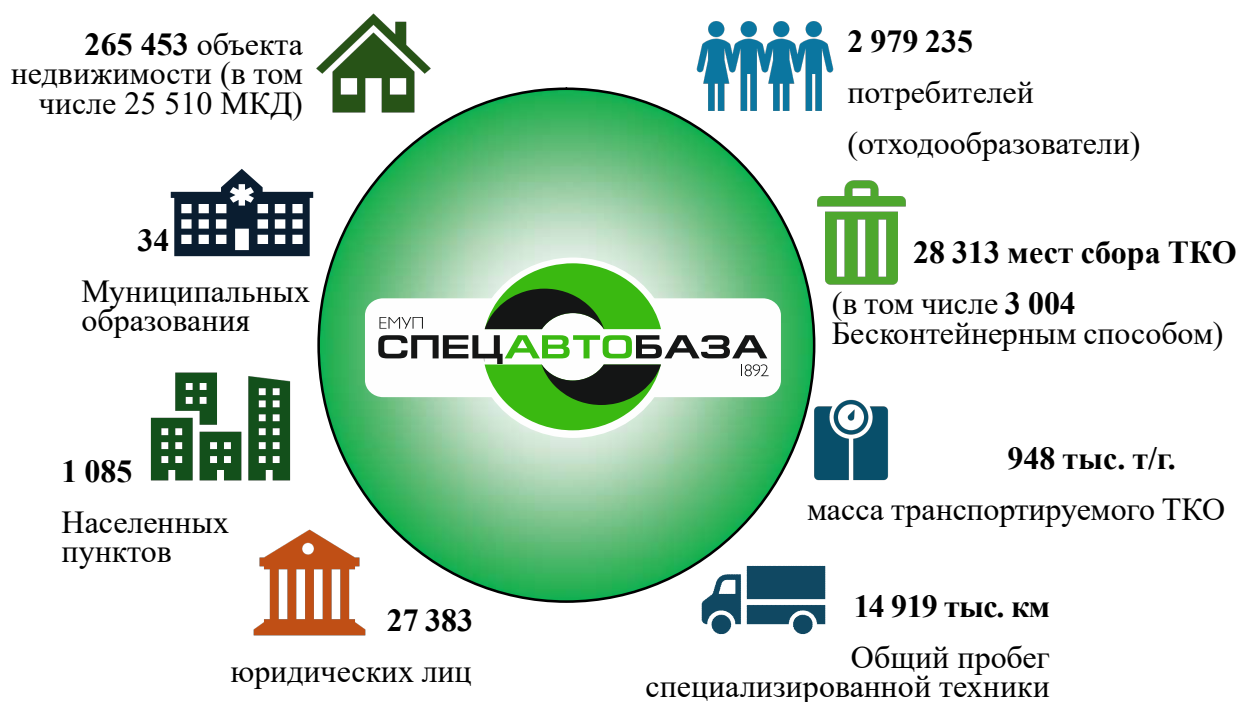 265 453 объекта
недвижимости (в том
числе 25 510 МКД)
2 979 235
потребителей
(отходообразователи)
34
Муниципальных
образования
28 313 мест сбора ТКО
(в том числе 3 004
Бесконтейнерным способом)
ЕМУП
СПЕЦАВТОБАЗА
1892
1 085
Населенных
пунктов
948 тыс. т/г.
масса транспортируемого ТКО
27 383
юридических лиц
14 919 тыс. км
Общий пробег
специализированной техники